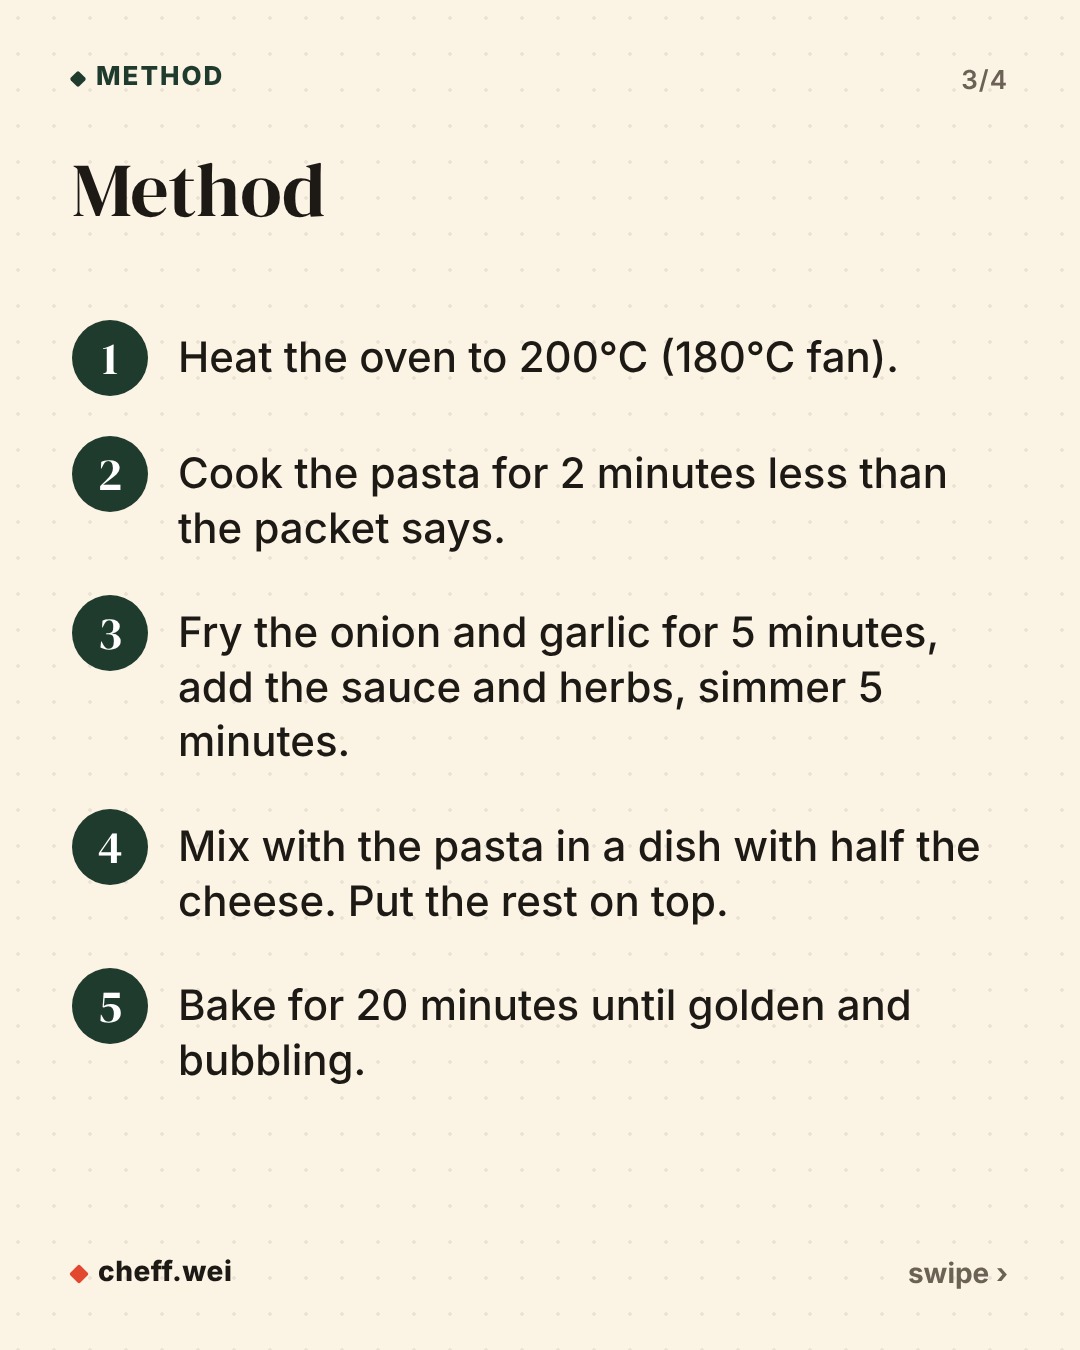 METHOD
3/4
Method
1 Heat the oven to 200°C (180°C fan).
2 Cook the pasta for 2 minutes less than
the packet says.
3 Fry the onion and garlic for 5 minutes,
add the sauce and herbs, simmer 5
minutes.
4 Mix with the pasta in a dish with half the
cheese. Put the rest on top.
5 Bake for 20 minutes until golden and
bubbling.
cheff.wei
swipe ›